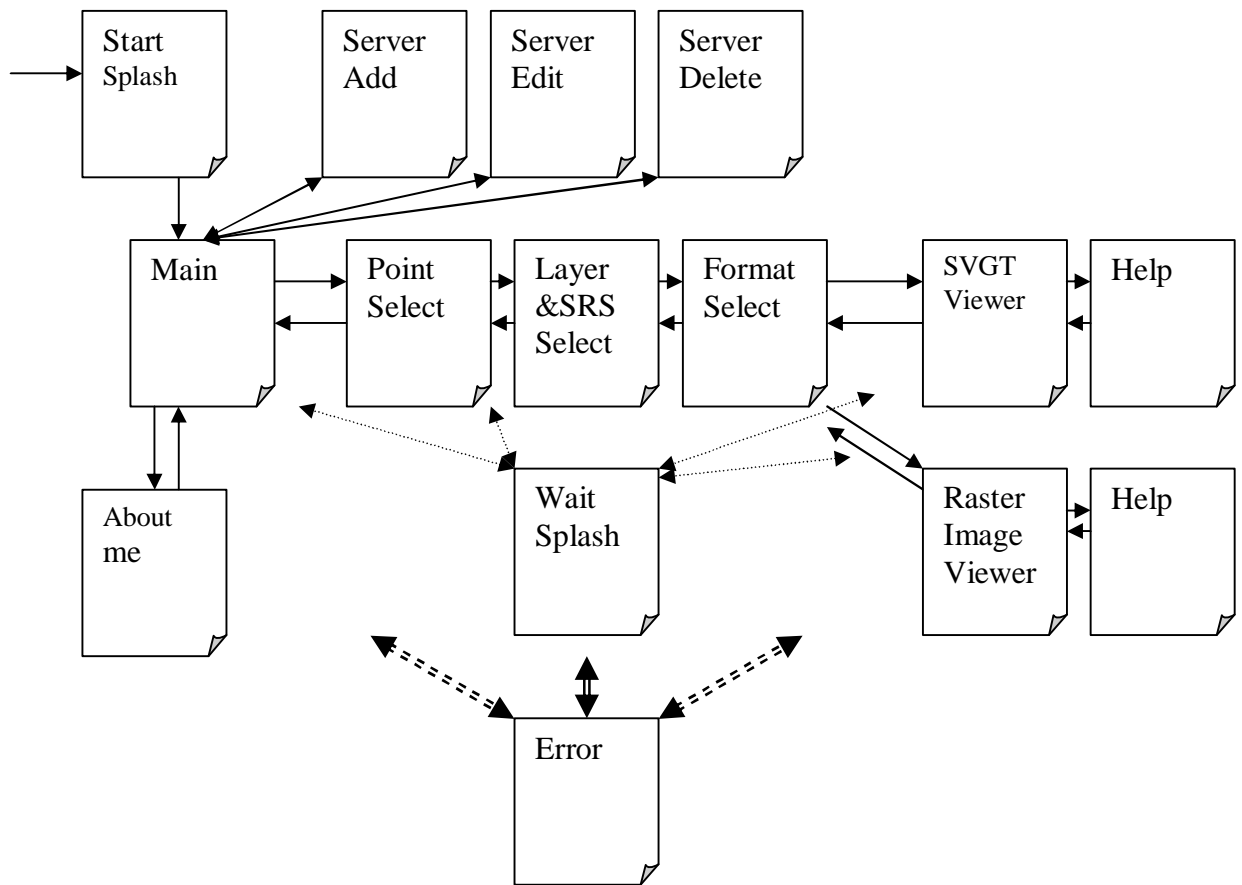 Start
Splash
Server
Add
Server
Edit
Server
Delete
Main
Point
Select
Layer
&SRS
Select
Format
Select
SVGT
Viewer
Help
About
me
Wait
Splash
Raster
Image
Viewer
Help
Error